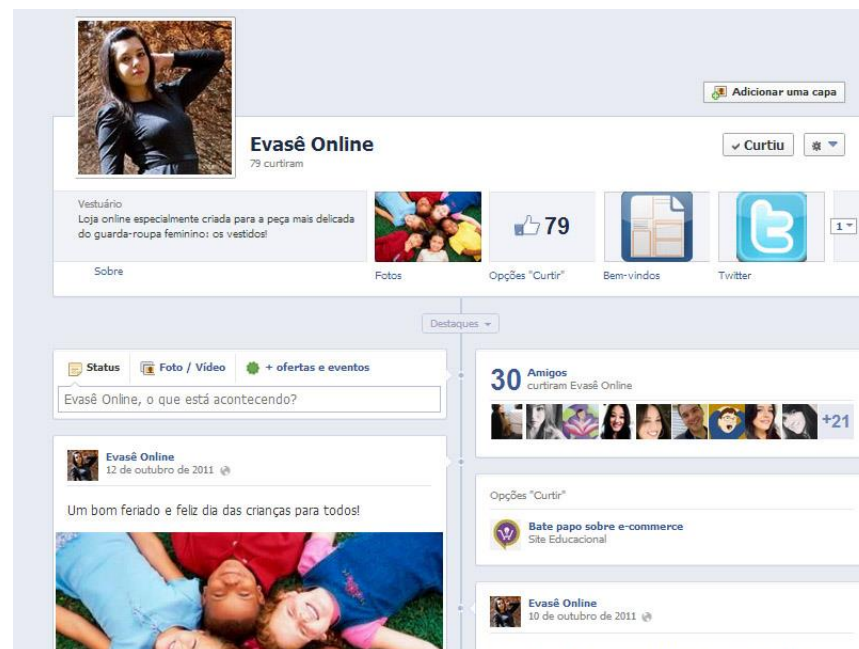 Adicionar uma capa
Evasê Online
79 curtiram
Curtiu
Vestuário
Loja online especialmente criada para a peça mais delicada
do guarda-roupa feminino: os vestidos!
Sobre
Fotos
79
Opções "Curtir"
Bem-vindos
Twitter
1
Destaques
Status
Foto / Vídeo
+ ofertas e eventos
Evasê Online, o que está acontecendo?
Evasê Online
12 de outubro de 2011
Um bom feriado e feliz dia das crianças para todos!
30
Amigos
curtiram Evasê Online
+21
Opções "Curtir"
Bate papo sobre e-commerce
Site Educacional
Evasê Online
10 de outubro de 2011